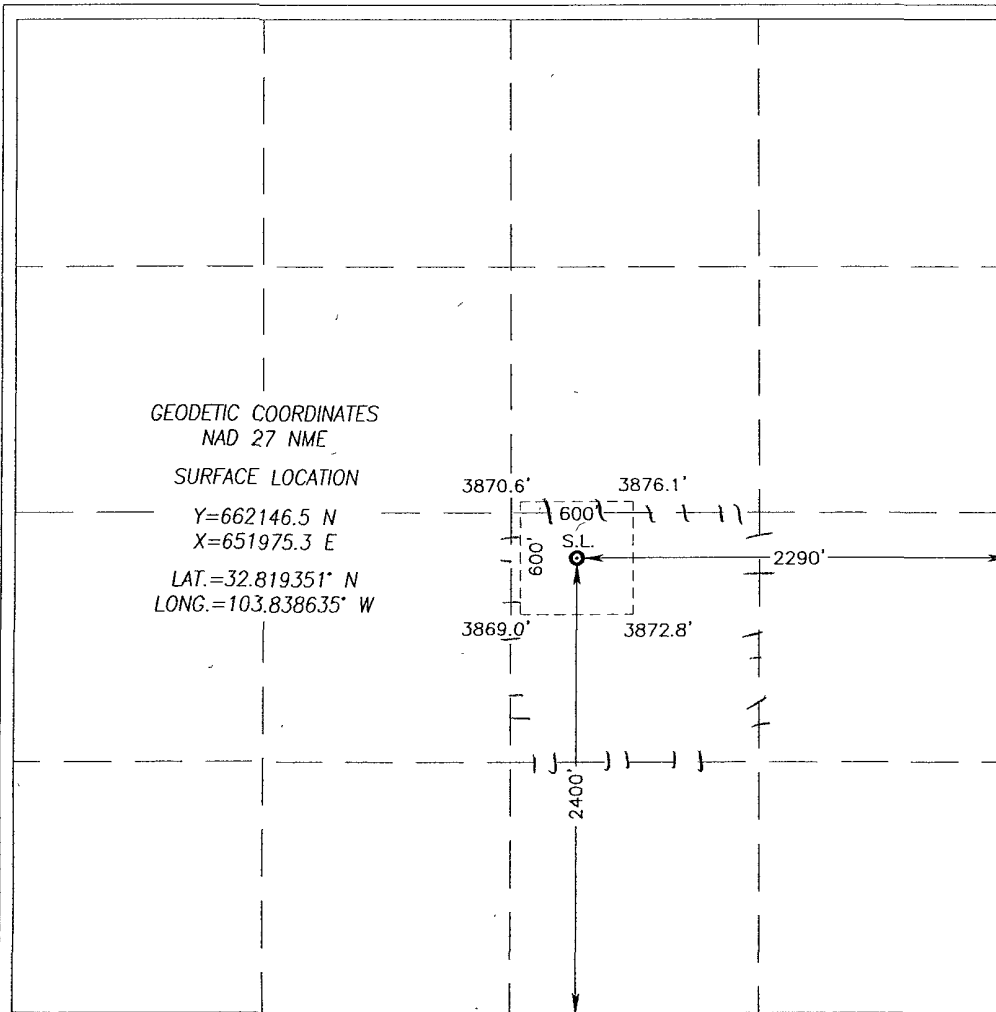 GEODETIC COORDINATES
NAD 27 NME
SURFACE LOCATION
Y=662146.5 N
X=651975.3 E
LAT.=32.819351° N
LONG.=103.838635° W
3870.6'
3876.1'
600'
600'
S.L.
2290'
3869.0'
3872.8'
2400'